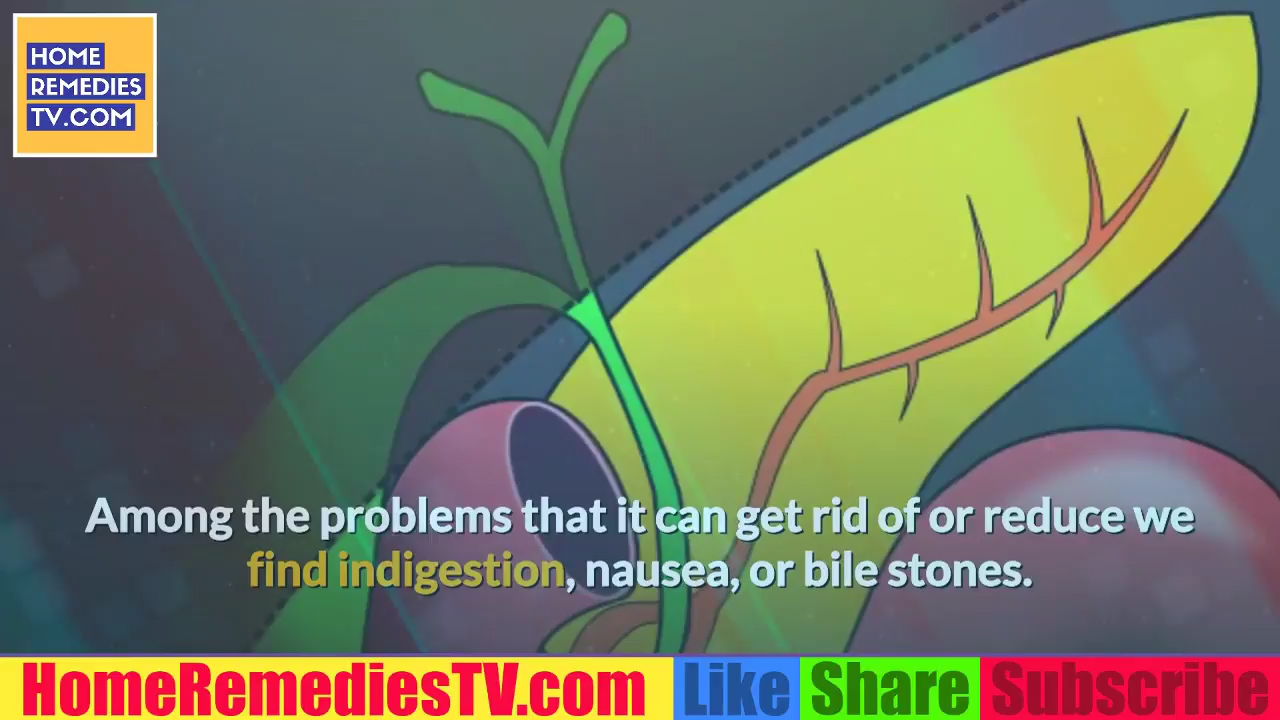 HOME
REMEDIES
TV.COM
Among the problems that it can get rid of or reduce we
find indigestion, nausea, or bile stones.
HomeRemediesTV.com Like Share Subscribe